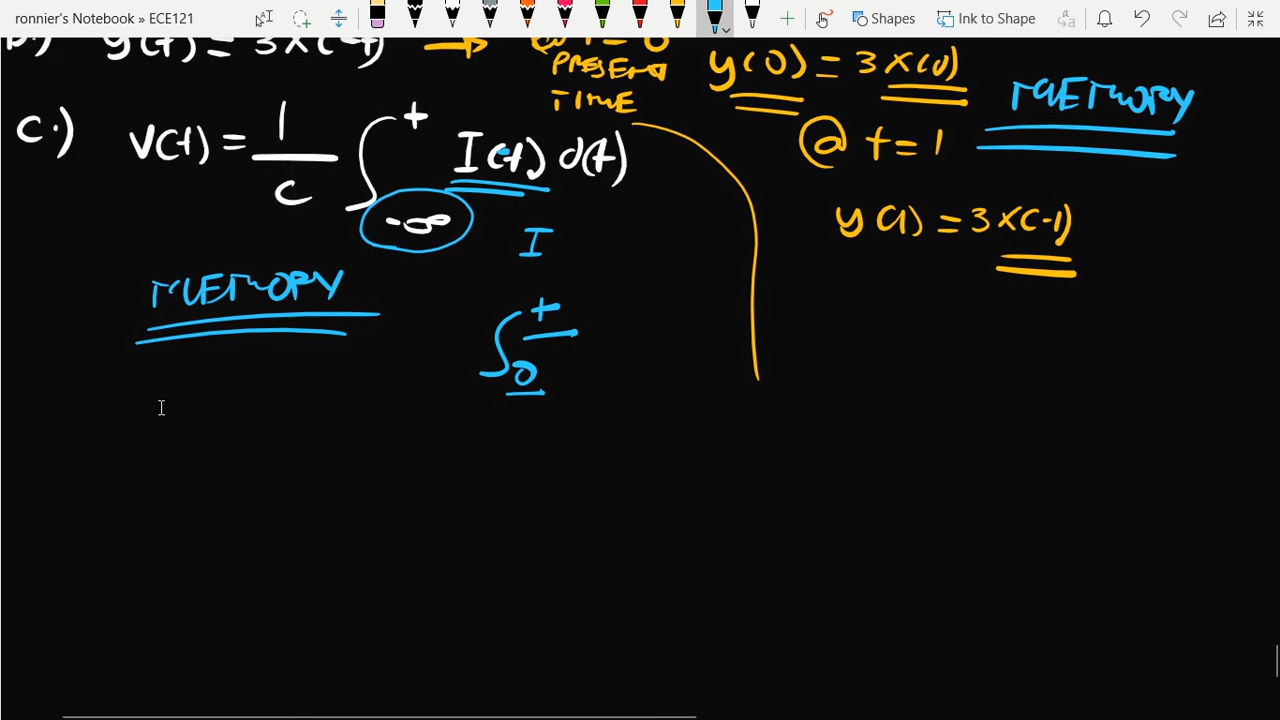 ronnier's Notebook » ECE121
Shapes
Ink to Shape
y(t) = 3x(-t)
PRESENT
TIME
y(0) = 3x(0)
MEMORY
@ t = 1
y(1) = 3x(-1)
c.) V(t) = 1/C ∫ t -∞ I(t) d(t)
I
MEMORY
∫ t 0